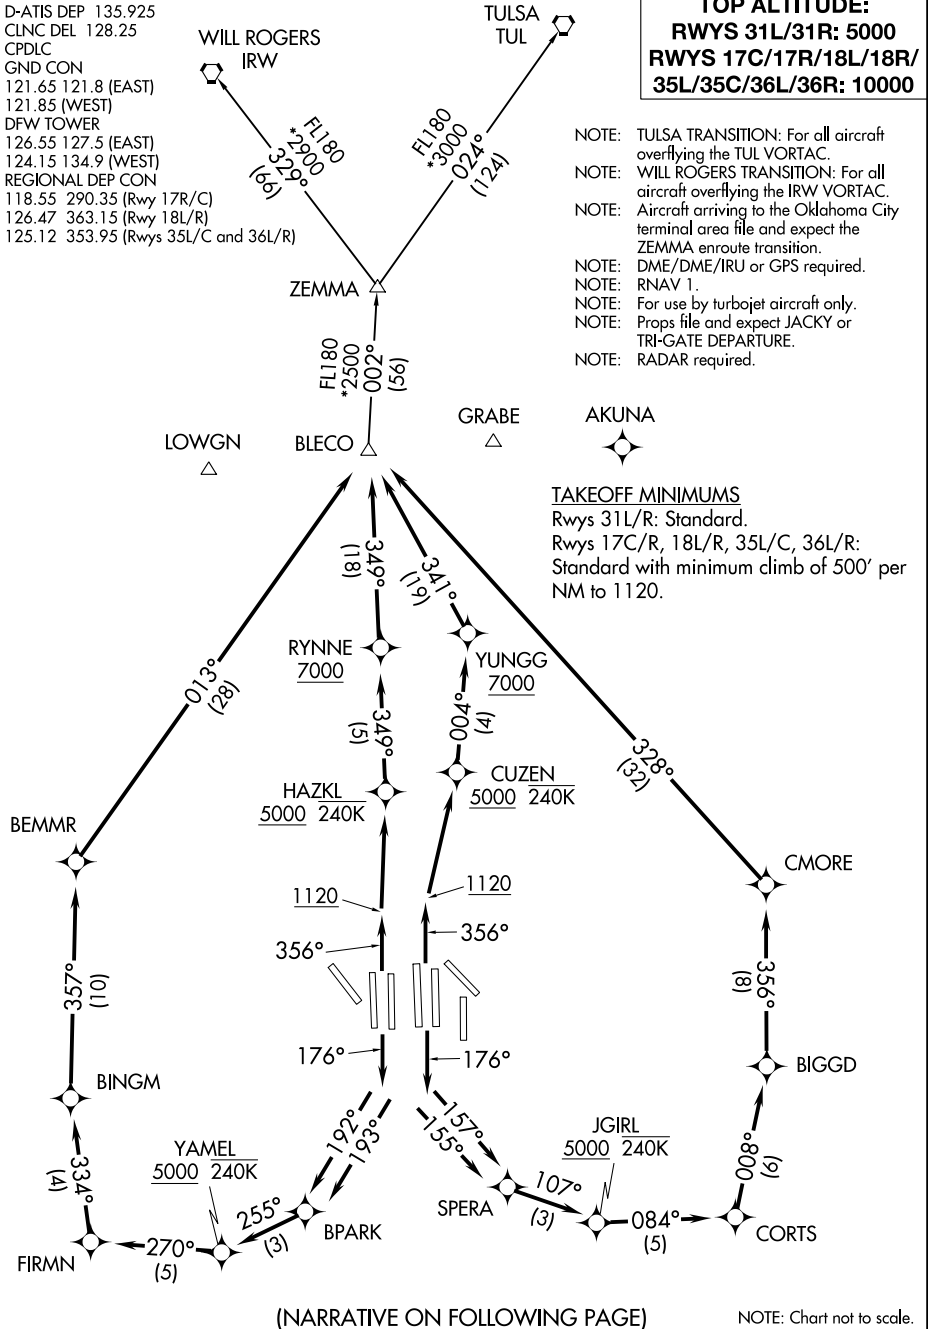 D-ATIS DEP 135.925
CLNC DEL 128.25
CPDLC
GND CON
121.65 121.8 (EAST)
121.85 (WEST)
DFW TOWER
126.55 127.5 (EAST)
124.15 134.9 (WEST)
REGIONAL DEP CON
118.55 290.35 (Rwy 17R/C)
126.47 363.15 (Rwy 18L/R)
125.12 353.95 (Rwys 35L/C and 36L/R)
WILL ROGERS
IRW
TULSA
TUL
TOP ALTITUDE:
RWYS 31L/31R: 5000
RWYS 17C/17R/18L/18R/
35L/35C/36L/36R: 10000
FL180
*2900
329°
(66)
FL180
*3000
024°
(124)
NOTE: TULSA TRANSITION: For all aircraft
overflying the TUL VORTAC.
NOTE: WILL ROGERS TRANSITION: For all
aircraft overflying the IRW VORTAC.
NOTE: Aircraft arriving to the Oklahoma City
terminal area file and expect the
ZEMMA enroute transition.
NOTE: DME/DME/IRU or GPS required.
NOTE: RNAV 1.
NOTE: For use by turbojet aircraft only.
NOTE: Props file and expect JACKY or
TRI-GATE DEPARTURE.
NOTE: RADAR required.
ZEMMA
FL180
*2500
002°
(56)
LOWGN
BLECO
GRABE
AKUNA
TAKEOFF MINIMUMS
Rwys 31L/R: Standard.
Rwys 17C/R, 18L/R, 35L/C, 36L/R:
Standard with minimum climb of 500' per
NM to 1120.
349°
(18)
341°
(19)
RYNNE
7000
YUNGG
7000
013°
(28)
349°
(5)
004°
(4)
328°
(32)
HAZKL
5000 240K
CUZEN
5000 240K
BEMMR
CMORE
1120
1120
356°
356°
357°
(10)
356°
(8)
176°
176°
BINGM
BIGGD
192°
193°
157°
155°
YAMEL
5000 240K
JGIRL
5000 240K
334°
(4)
008°
(6)
255°
(3)
BPARK
SPERA
107°
(3)
084°
(5)
CORTS
FIRMN
270°
(5)
(NARRATIVE ON FOLLOWING PAGE)
NOTE: Chart not to scale.